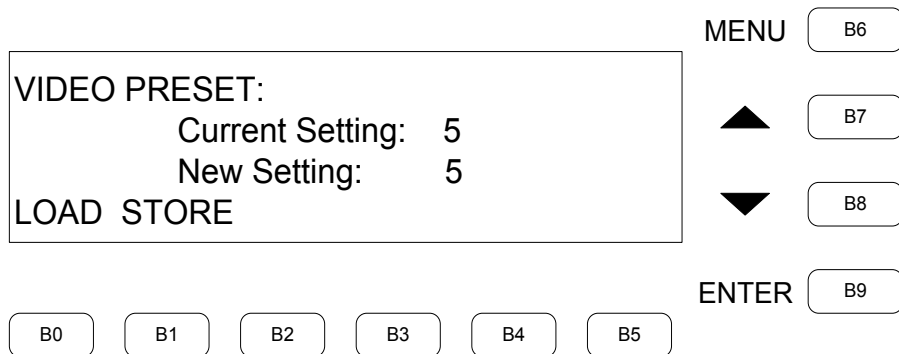 MENU B6
VIDEO PRESET:
Current Setting: 5
New Setting: 5
LOAD STORE
B7
B8
ENTER B9
B0 B1 B2 B3 B4 B5